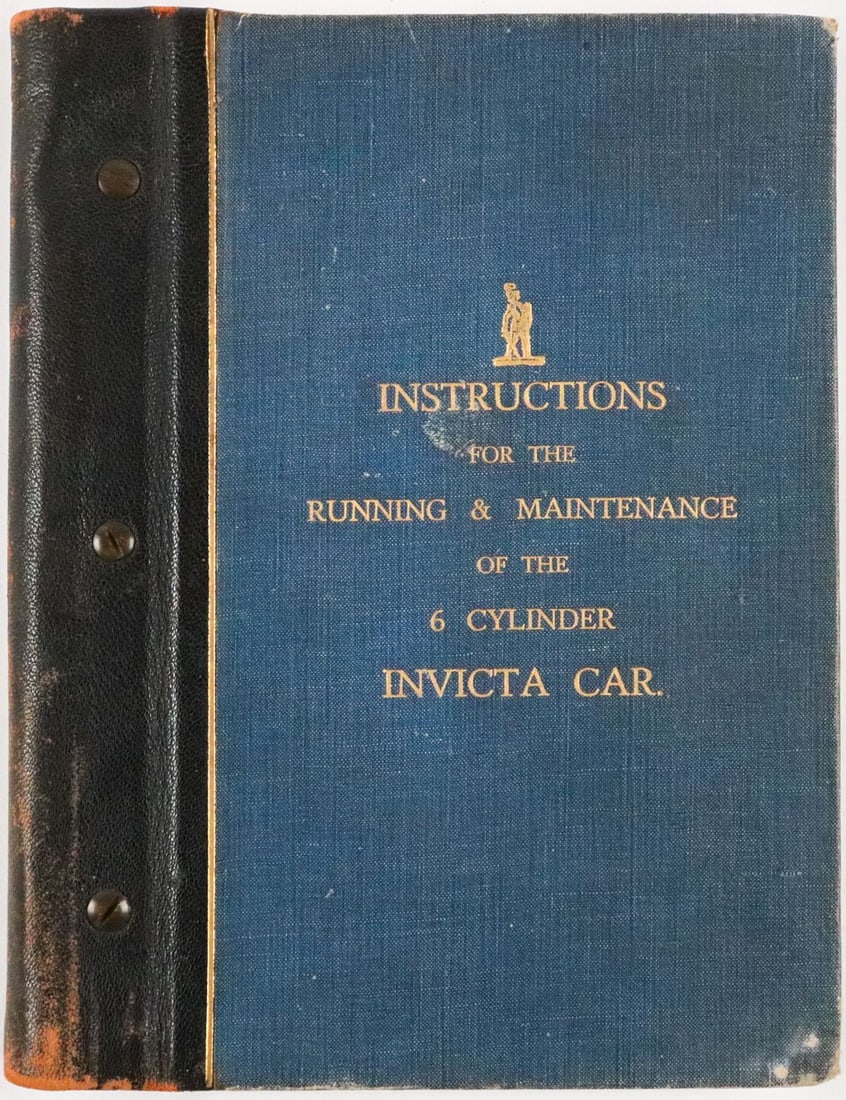 INSTRUCTIONS
FOR THE
RUNNING & MAINTENANCE
OF THE
6 CYLINDER
INVICTA CAR.